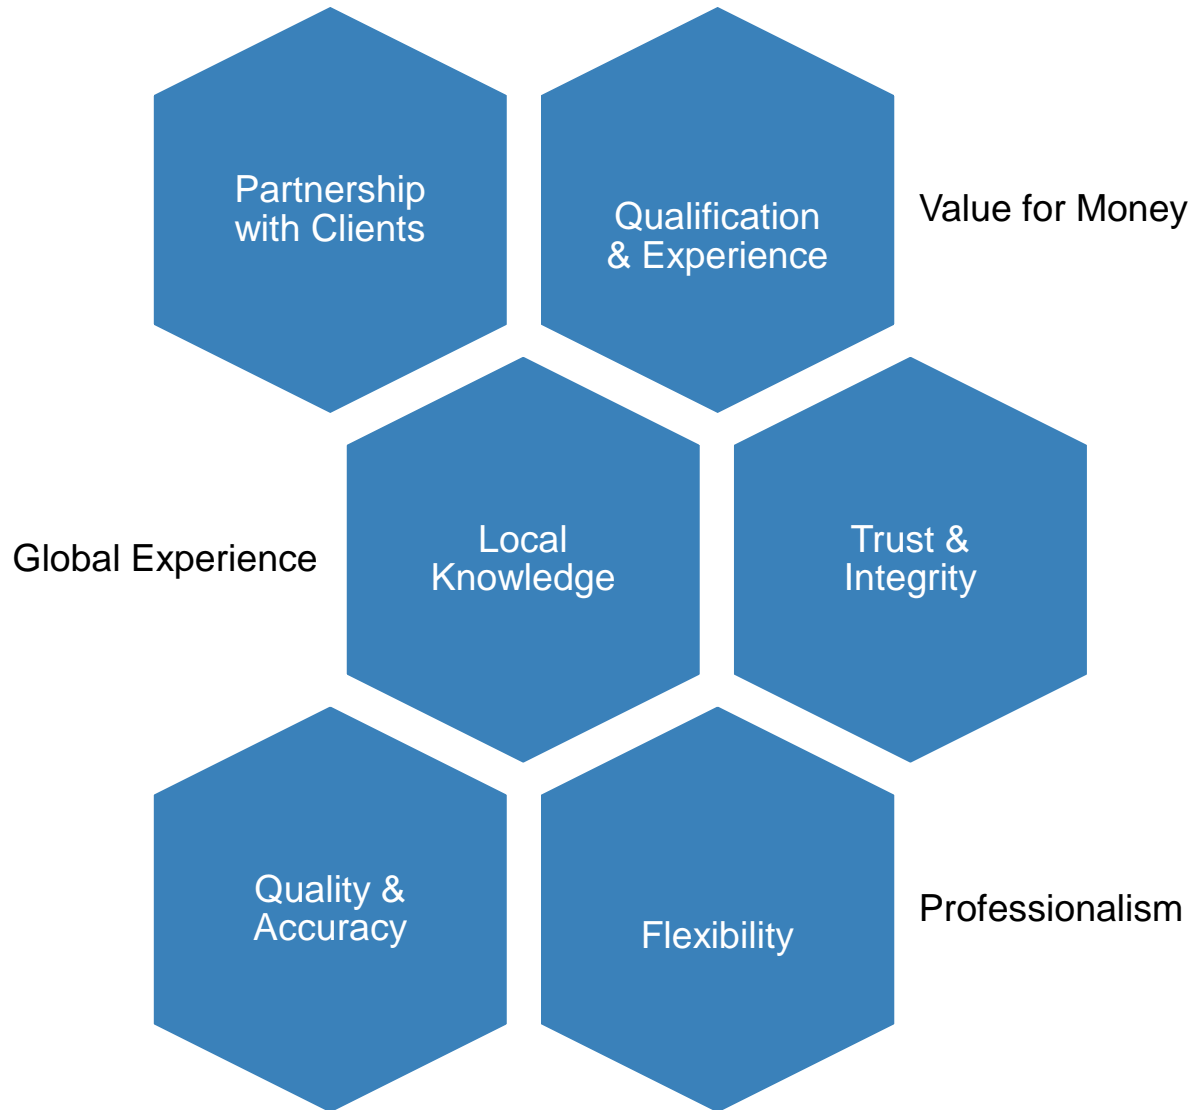 Partnership
with Clients
Qualification
& Experience
Value for Money
Global Experience
Local
Knowledge
Trust &
Integrity
Quality &
Accuracy
Flexibility
Professionalism